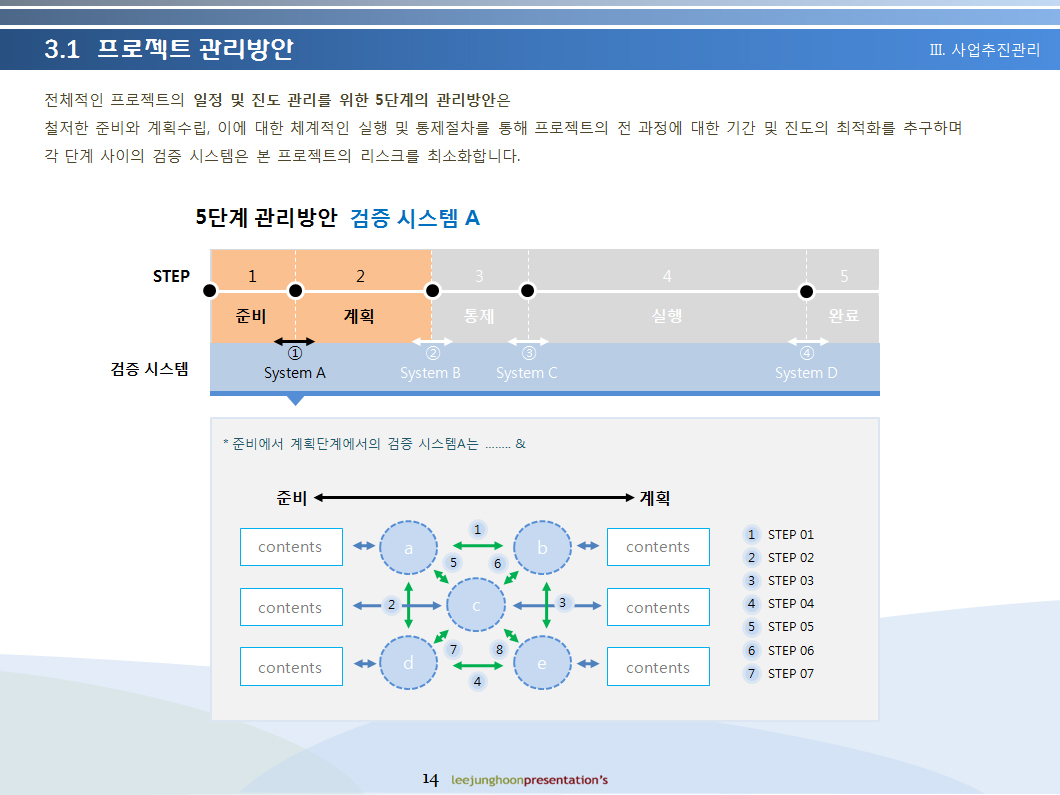 3.1 프로젝트 관리방안
III. 사업추진관리
전체적인 프로젝트의 일정 및 진도 관리를 위한 5단계의 관리방안은
철저한 준비와 계획수립, 이에 대한 체계적인 실행 및 통제절차를 통해 프로젝트의 전 과정에 대한 기간 및 진도의 최적화를 추구하며
각 단계 사이의 검증 시스템은 본 프로젝트의 리스크를 최소화합니다.
5단계 관리방안 검증 시스템 A
STEP 1 2 3 4 5
준비 계획 통제 실행 완료
① ② ③ ④
검증 시스템 System A System B System C System D
* 준비에서 계획단계에서의 검증 시스템A는 ........ &
준비 계획
1
contents a b contents
5 6
2 c 3
contents contents
7 8
contents d e contents
4
1 STEP 01
2 STEP 02
3 STEP 03
4 STEP 04
5 STEP 05
6 STEP 06
7 STEP 07
14 leejunghoonpresentation's